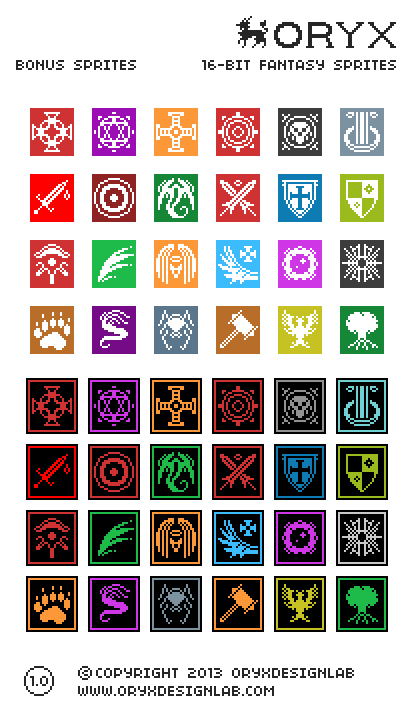 ORYX
BONUS SPRITES
16-BIT FANTASY SPRITES
1.0
©COPYRIGHT 2013 ORYXDESIGNLAB
WWW.ORYXDESIGNLAB.COM